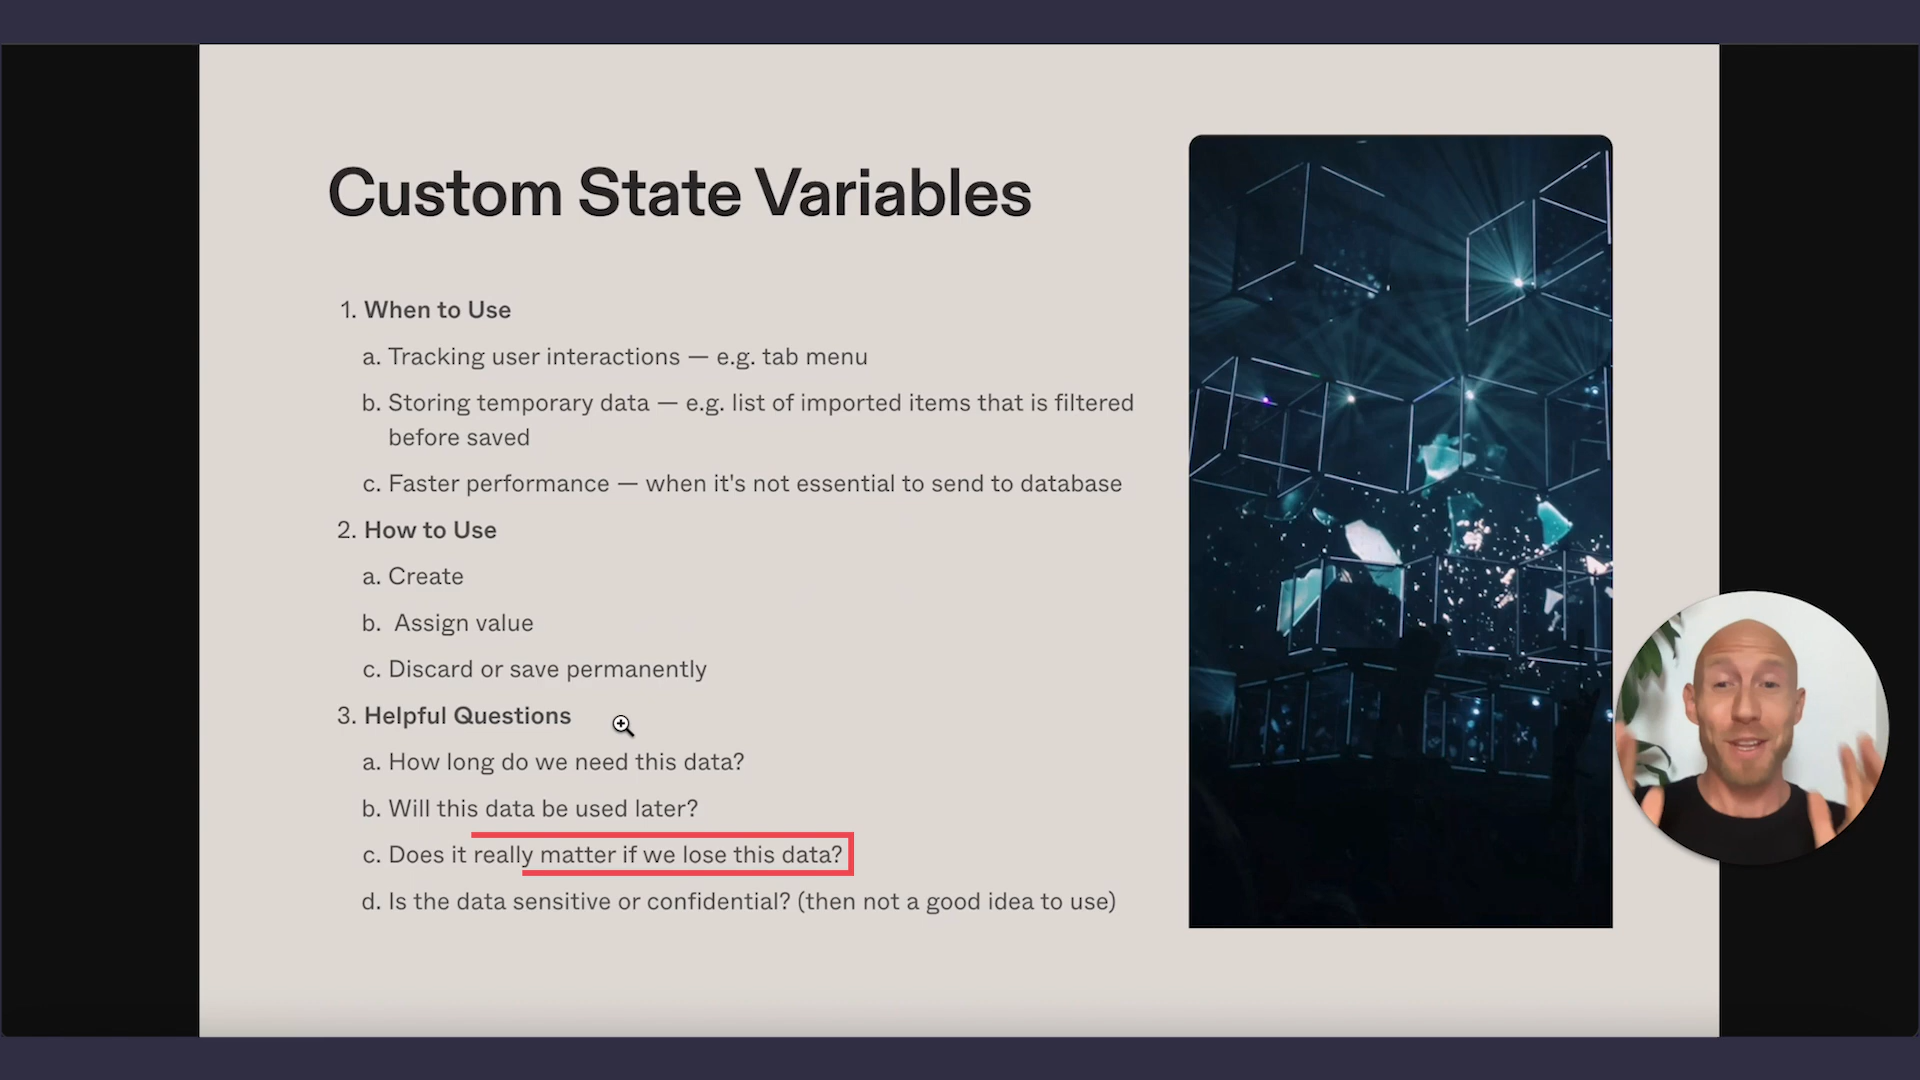 Custom State Variables
1. When to Use
a. Tracking user interactions — e.g. tab menu
b. Storing temporary data — e.g. list of imported items that is filtered
before saved
c. Faster performance — when it's not essential to send to database
2. How to Use
a. Create
b. Assign value
c. Discard or save permanently
3. Helpful Questions
a. How long do we need this data?
b. Will this data be used later?
c. Does it really matter if we lose this data?
d. Is the data sensitive or confidential? (then not a good idea to use)